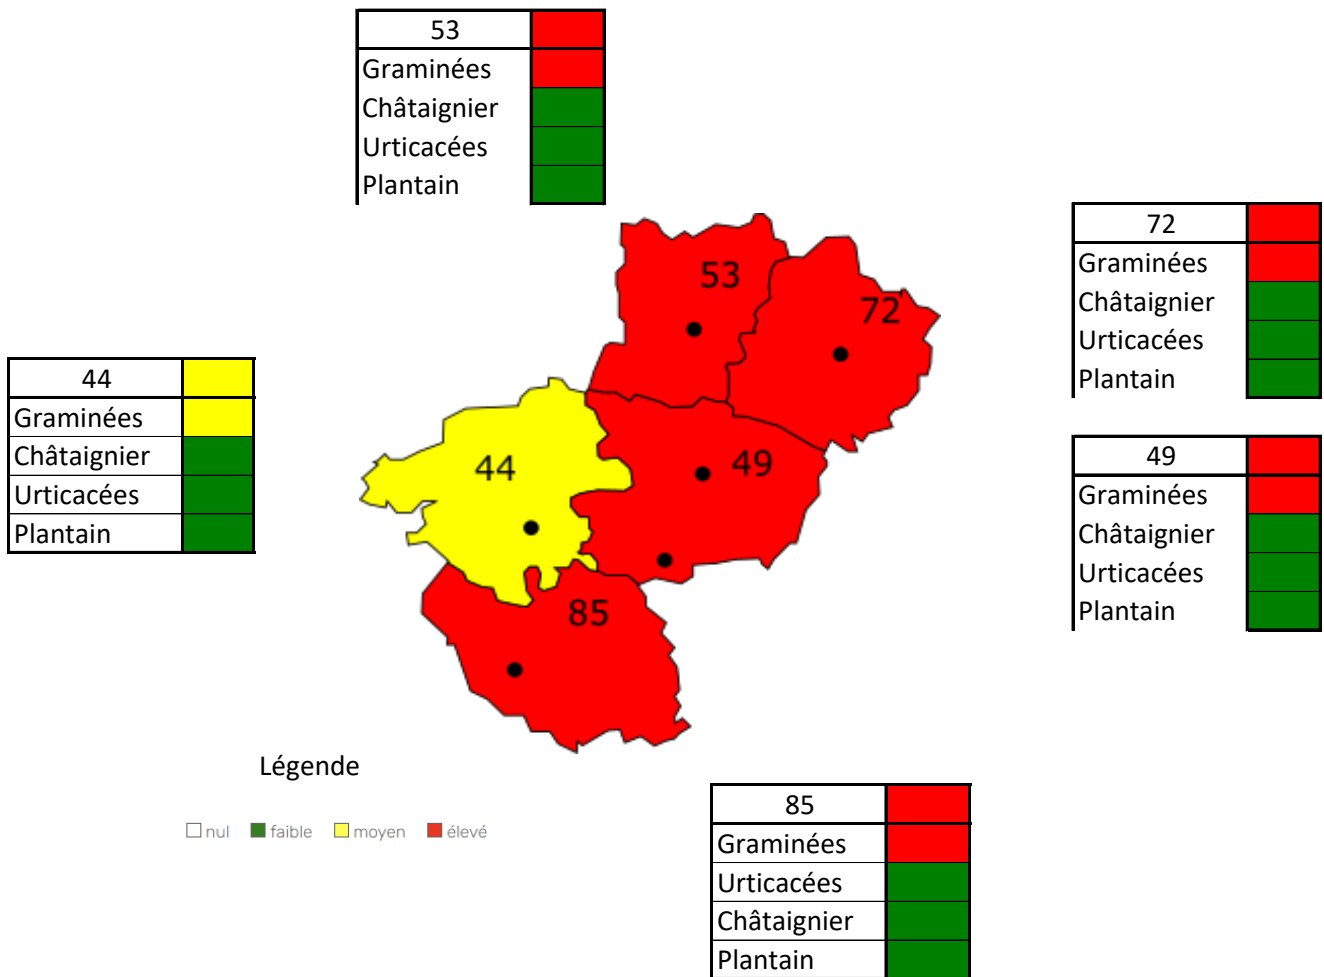 53
Graminées
Châtaignier
Urticacées
Plantain
72
Graminées
Châtaignier
Urticacées
Plantain
53
72
44
Graminées
Châtaignier
Urticacées
Plantain
44
49
49
Graminées
Châtaignier
Urticacées
Plantain
85
Légende
nul faible moyen élevé
85
Graminées
Urticacées
Châtaignier
Plantain